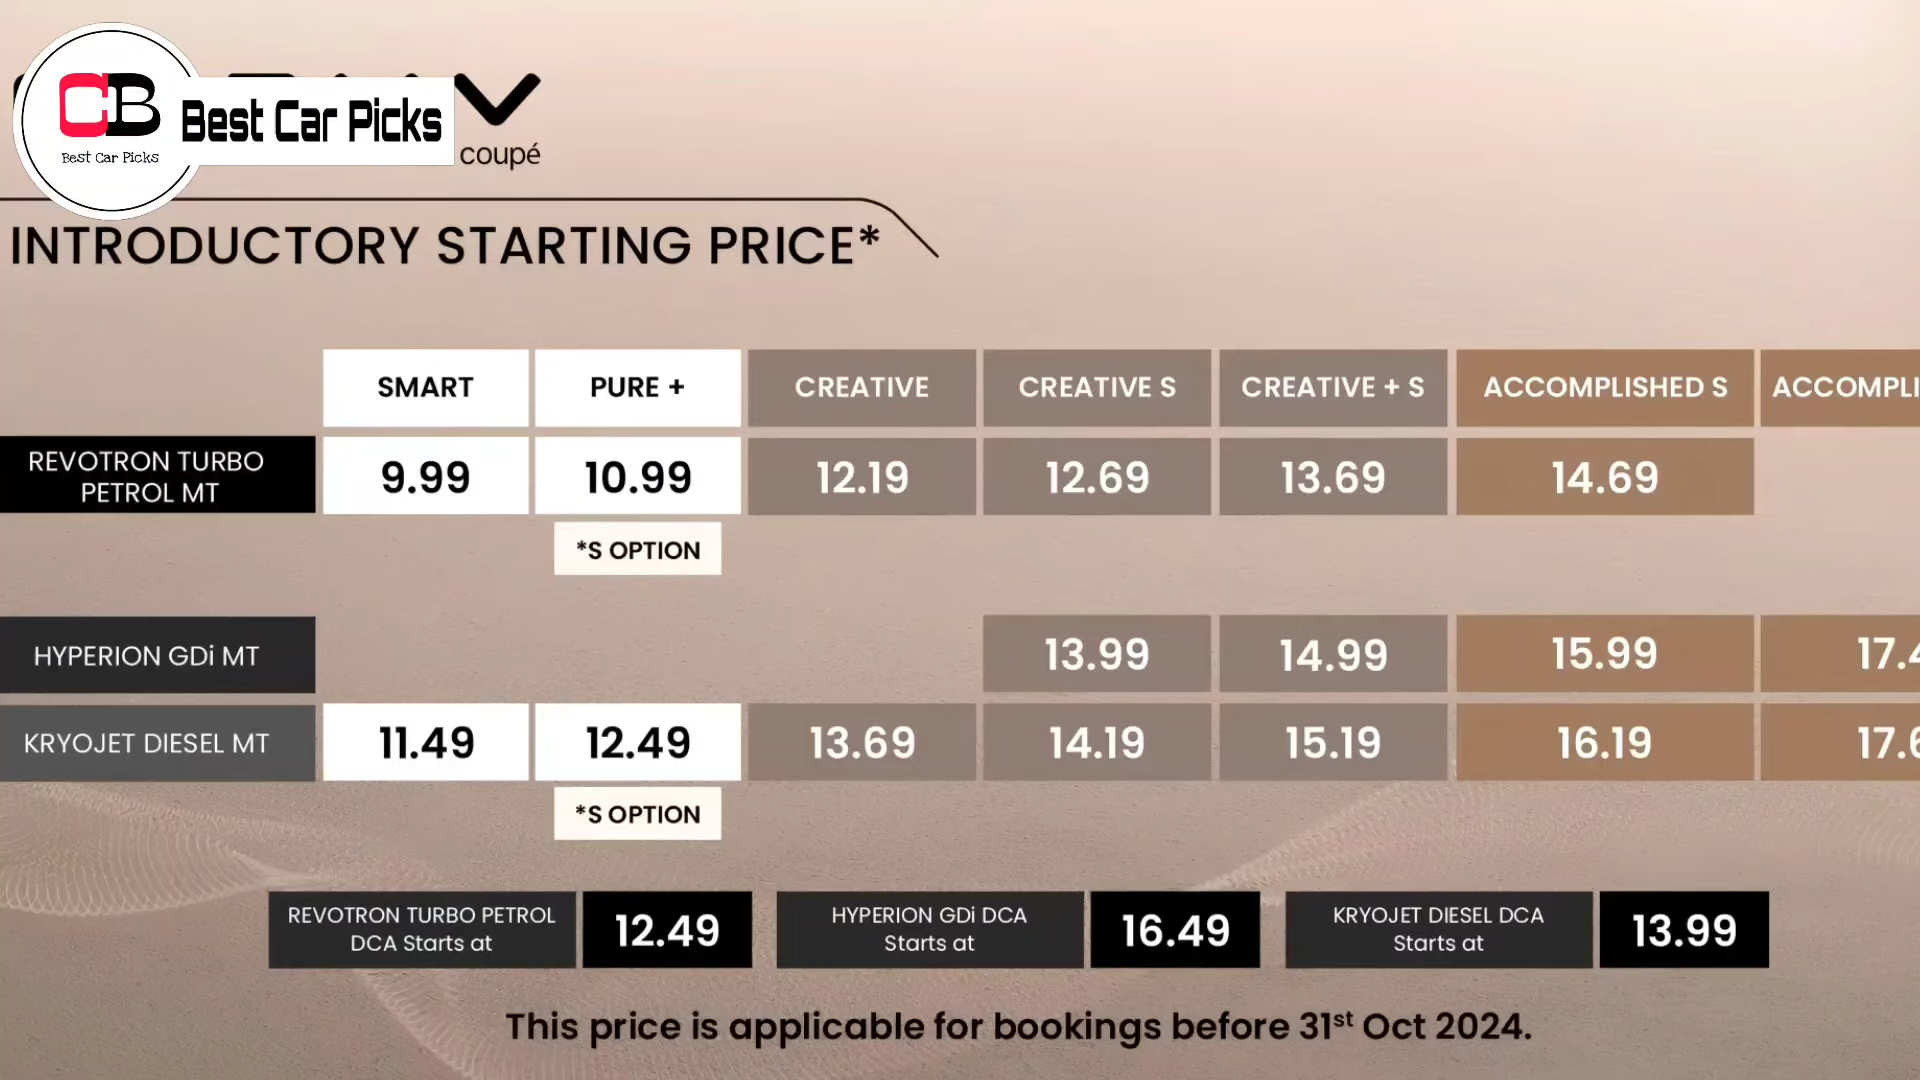 CB
Best Car Picks
Best Car Picks
coupé
INTRODUCTORY STARTING PRICE*
SMART PURE + CREATIVE CREATIVE S CREATIVE + S ACCOMPLISHED S
REVOTRON TURBO
PETROL MT
9.99 10.99 12.19 12.69 13.69 14.69
*S OPTION
HYPERION GDi MT 13.99 14.99 15.99
KRYOJET DIESEL MT 11.49 12.49 13.69 14.19 15.19 16.19
*S OPTION
REVOTRON TURBO PETROL
DCA Starts at
12.49
HYPERION GDi DCA
Starts at
16.49
KRYOJET DIESEL DCA
Starts at
13.99
This price is applicable for bookings before 31st Oct 2024.